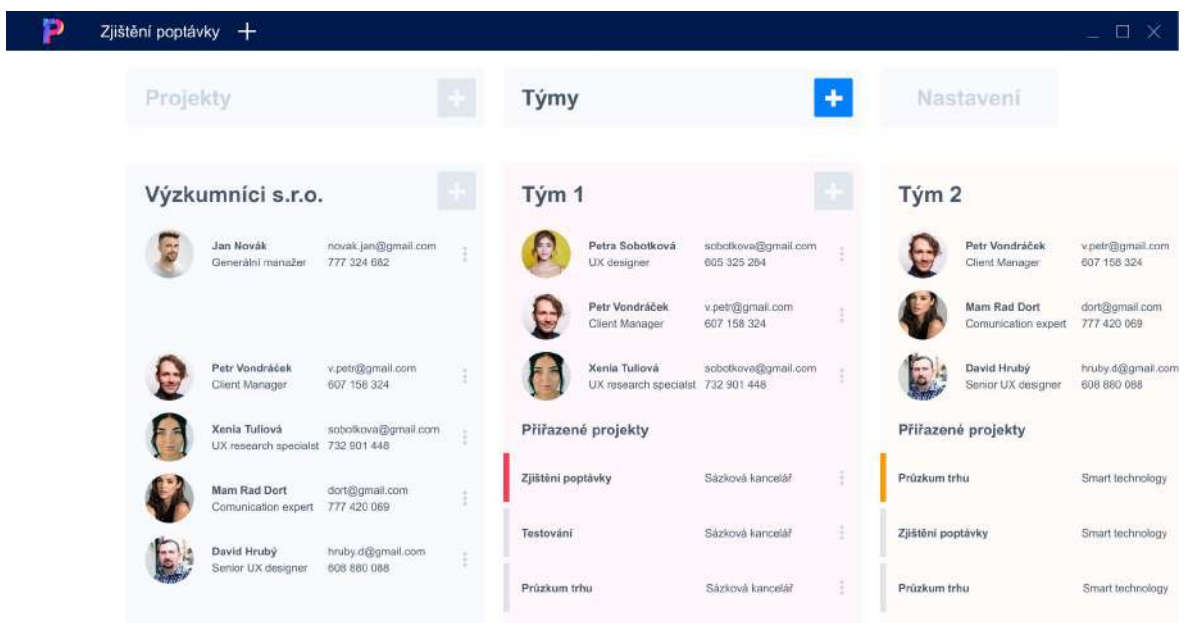 Zjištění poptávky
Projekty
Týmy
Nastavení
Výzkumníci s.r.o.
Jan Novák novak.jan@gmail.com
Generální manažer 777 324 682
Petr Vondráček v.petr@gmail.com
Client Manager 607 158 324
Xenia Tuliová sobotkova@gmail.com
UX research specialst 732 901 448
Mam Rad Dort dort@gmail.com
Comunication expert 777 420 069
David Hrubý hruby.d@gmail.com
Senior UX designer 608 880 088
Tým 1
Petra Sobotková sobotkova@gmail.com
UX designer 605 325 284
Petr Vondráček v.petr@gmail.com
Client Manager 607 158 324
Xenia Tuliová sobotkova@gmail.com
UX research specialst 732 901 448
Přiřazené projekty
Zjištění poptávky Sázková kancelář
Testování Sázková kancelář
Průzkum trhu Sázková kancelář
Tým 2
Petr Vondráček v.petr@gmail.com
Client Manager 607 158 324
Mam Rad Dort dort@gmail.com
Comunication expert 777 420 069
David Hrubý hruby.d@gmail.com
Senior UX designer 608 880 088
Přiřazené projekty
Průzkum trhu Smart technology
Zjištění poptávky Smart technology
Průzkum trhu Smart technology